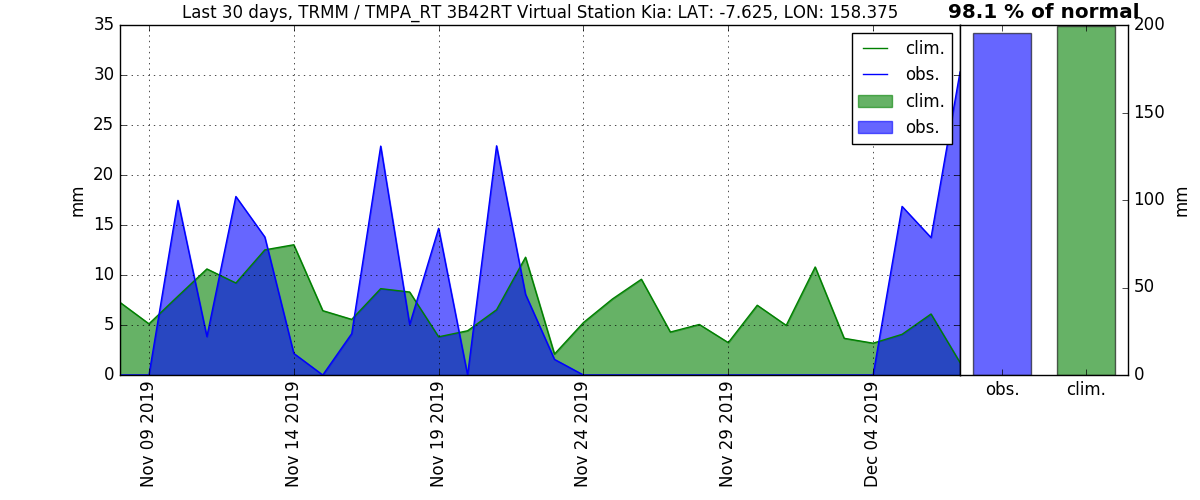 Last 30 days, TRMM / TMPA_RT 3B42RT Virtual Station Kia: LAT: -7.625, LON: 158.375
98.1 % of normal
35
30
25
20
15
10
5
0
mm
clim.
obs.
clim.
obs.
200
150
100
50
0
mm
obs.
clim.
Nov 09 2019
Nov 14 2019
Nov 19 2019
Nov 24 2019
Nov 29 2019
Dec 04 2019